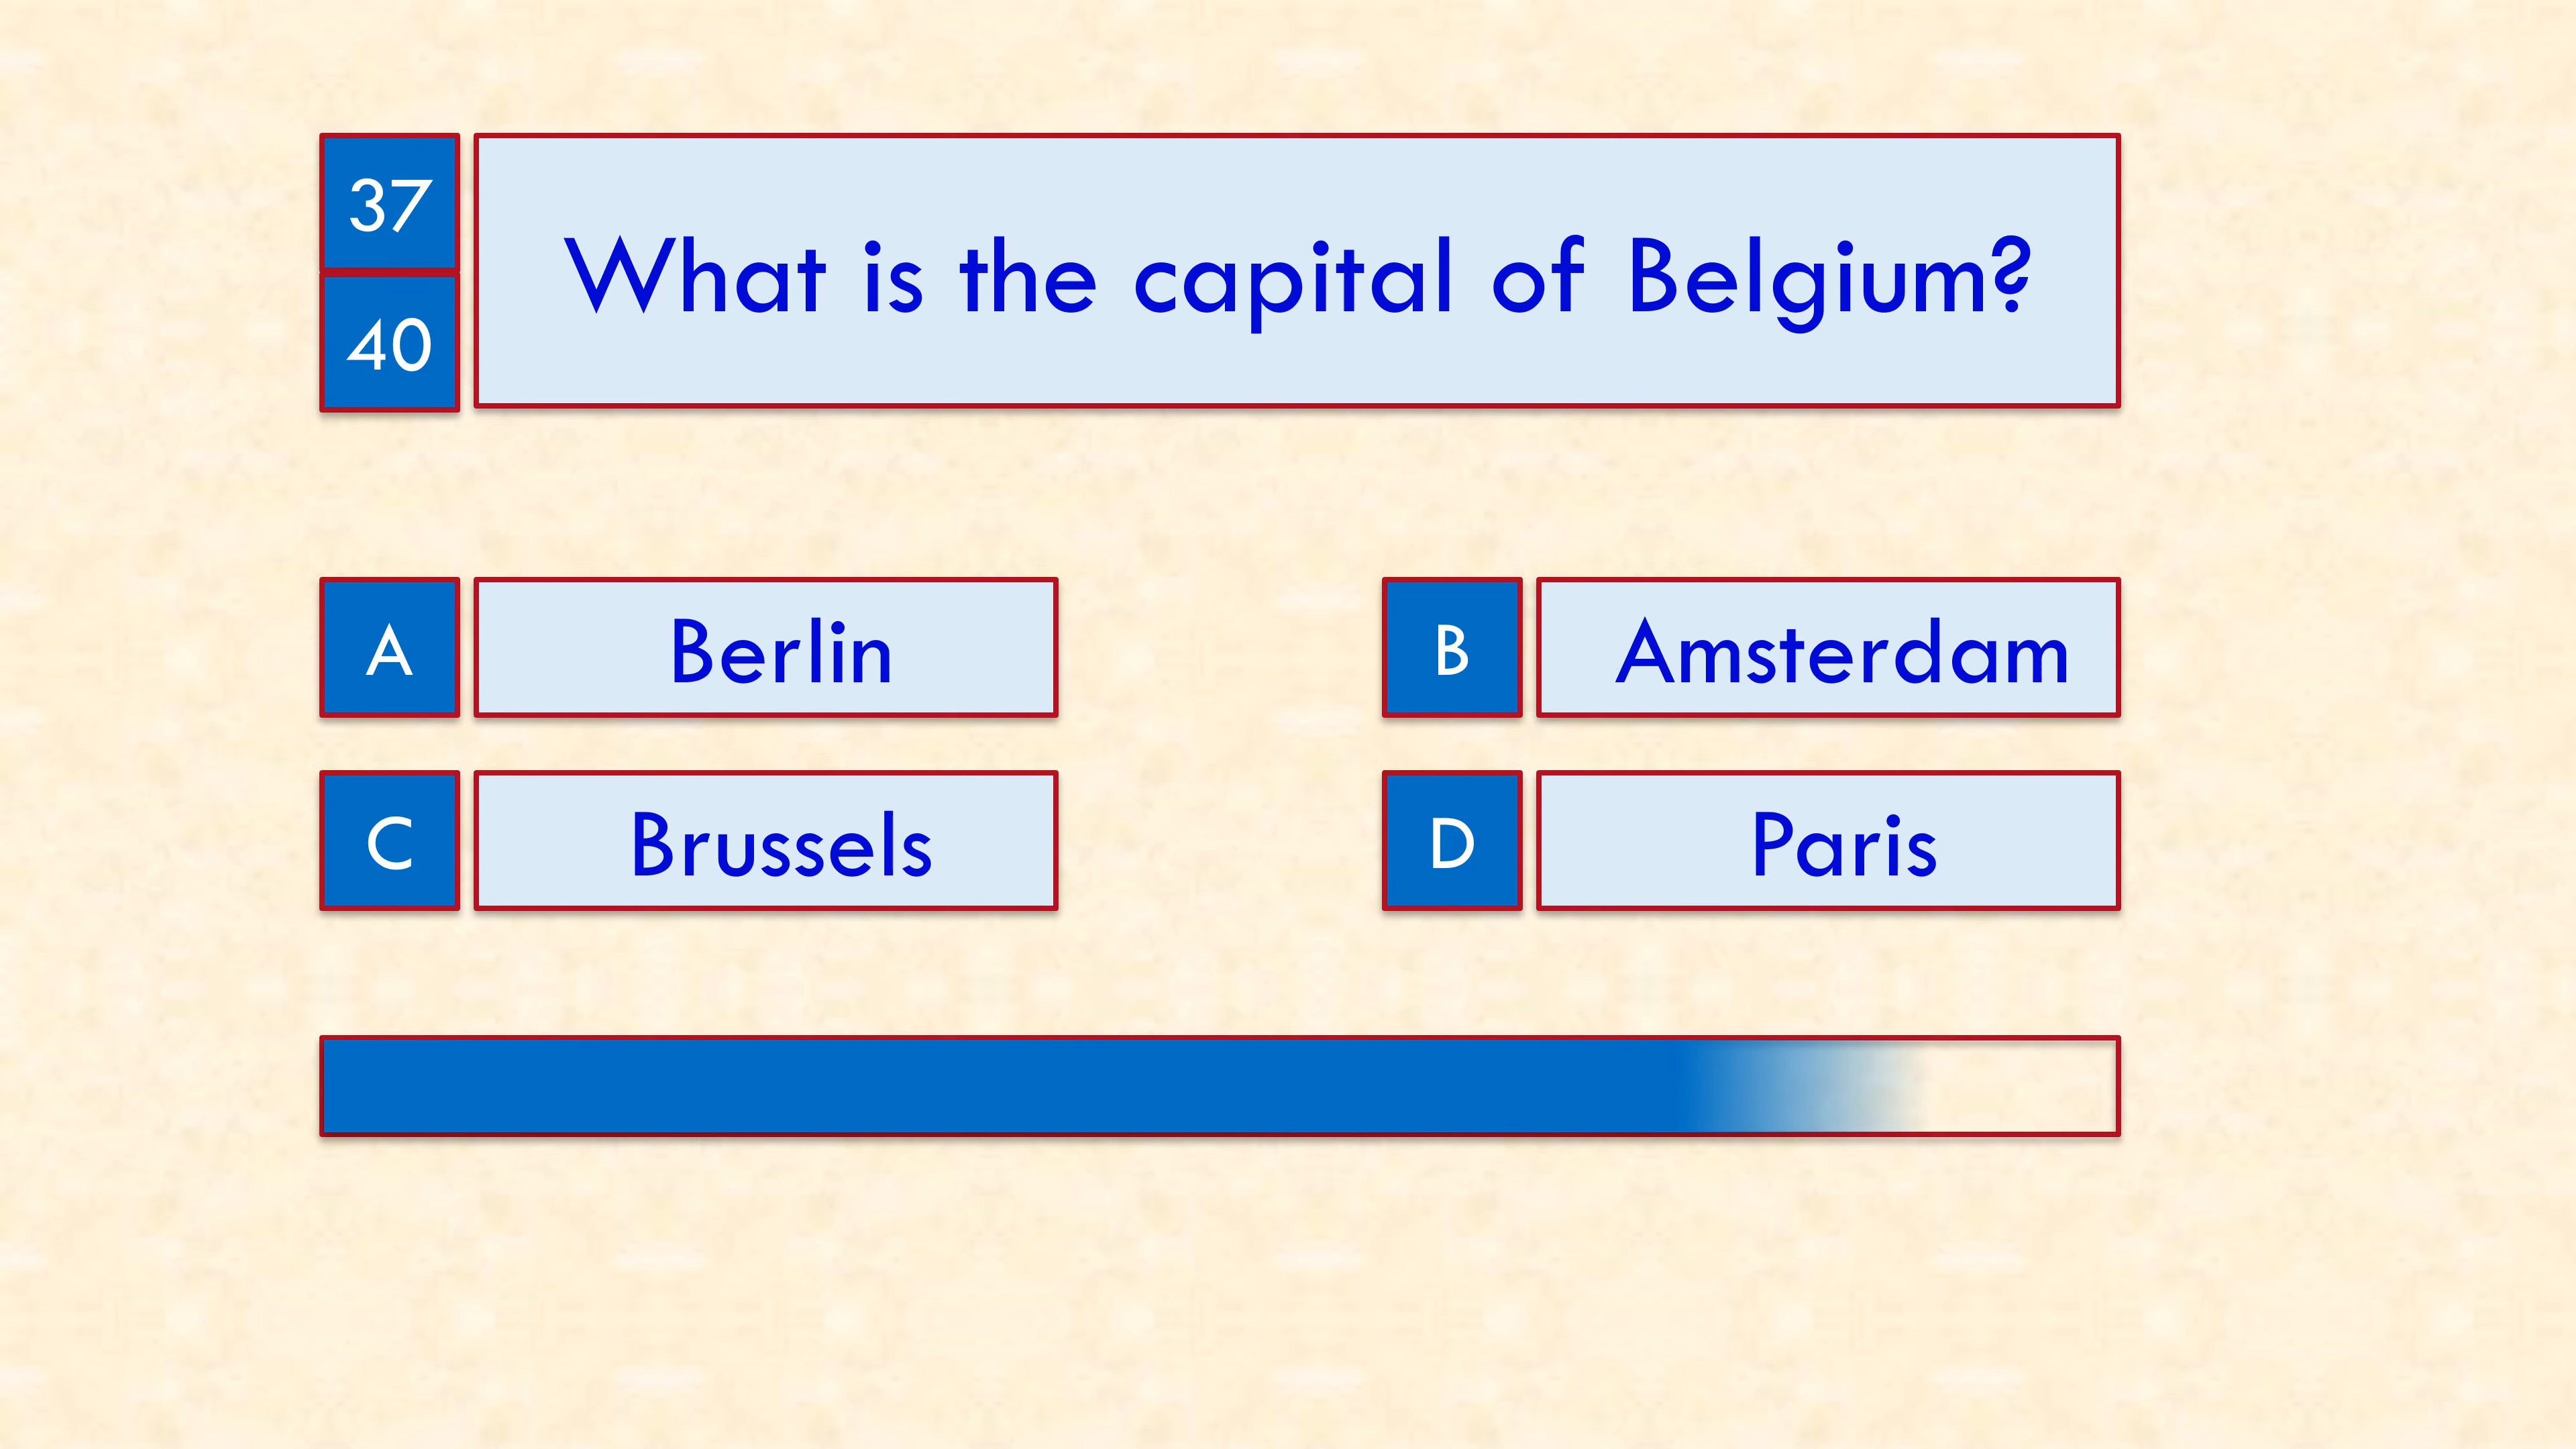 37
40
What is the capital of Belgium?
A
Berlin
B
Amsterdam
C
Brussels
D
Paris